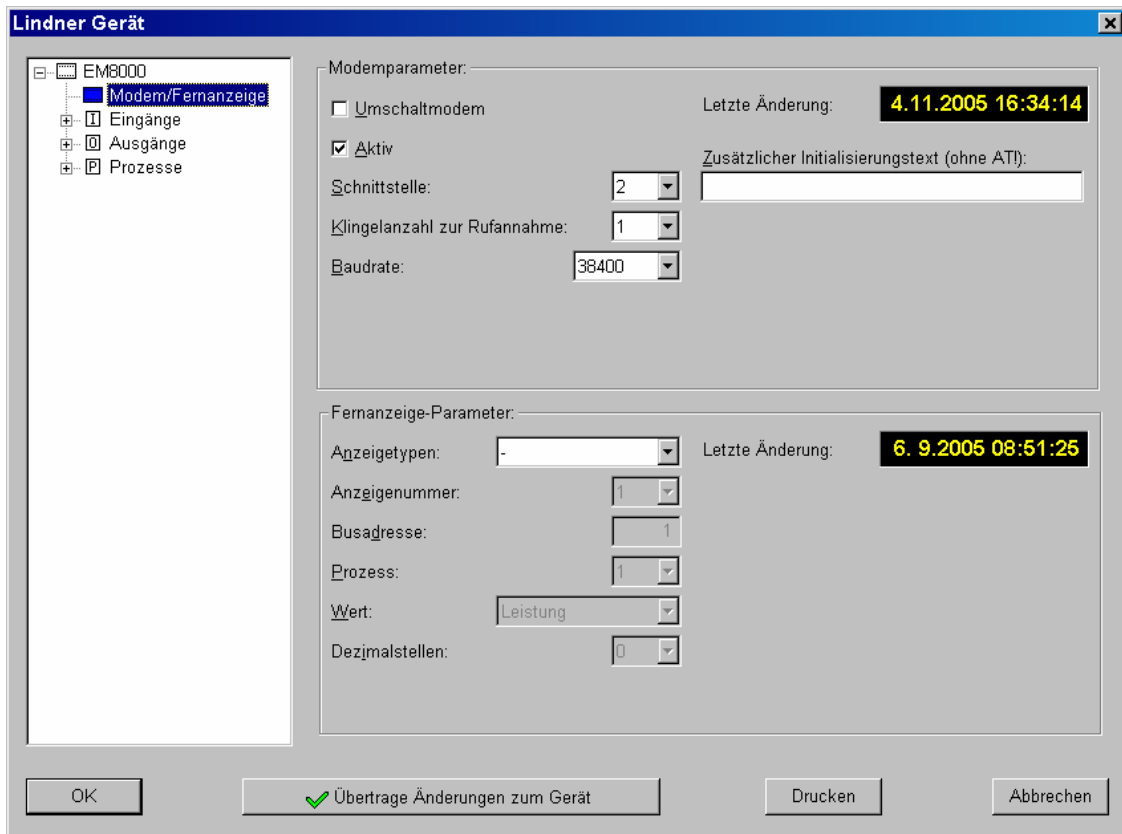 Lindner Gerät
EM8000
Modem/Fernanzeige
I Eingänge
O Ausgänge
P Prozesse
Modemparameter:
Umschaltmodem
Letzte Änderung: 4.11.2005 16:34:14
Aktiv
Zusätzlicher Initialisierungstext (ohne AT!):
Schnittstelle: 2
Klingelanzahl zur Rufannahme: 1
Baudrate: 38400
Fernanzeige-Parameter:
Anzeigetypen: -
Letzte Änderung: 6. 9.2005 08:51:25
Anzeigenummer: 1
Busadresse: 1
Prozess: 1
Wert: Leistung
Dezimalstellen: 0
OK
Übertrage Änderungen zum Gerät
Drucken
Abbrechen